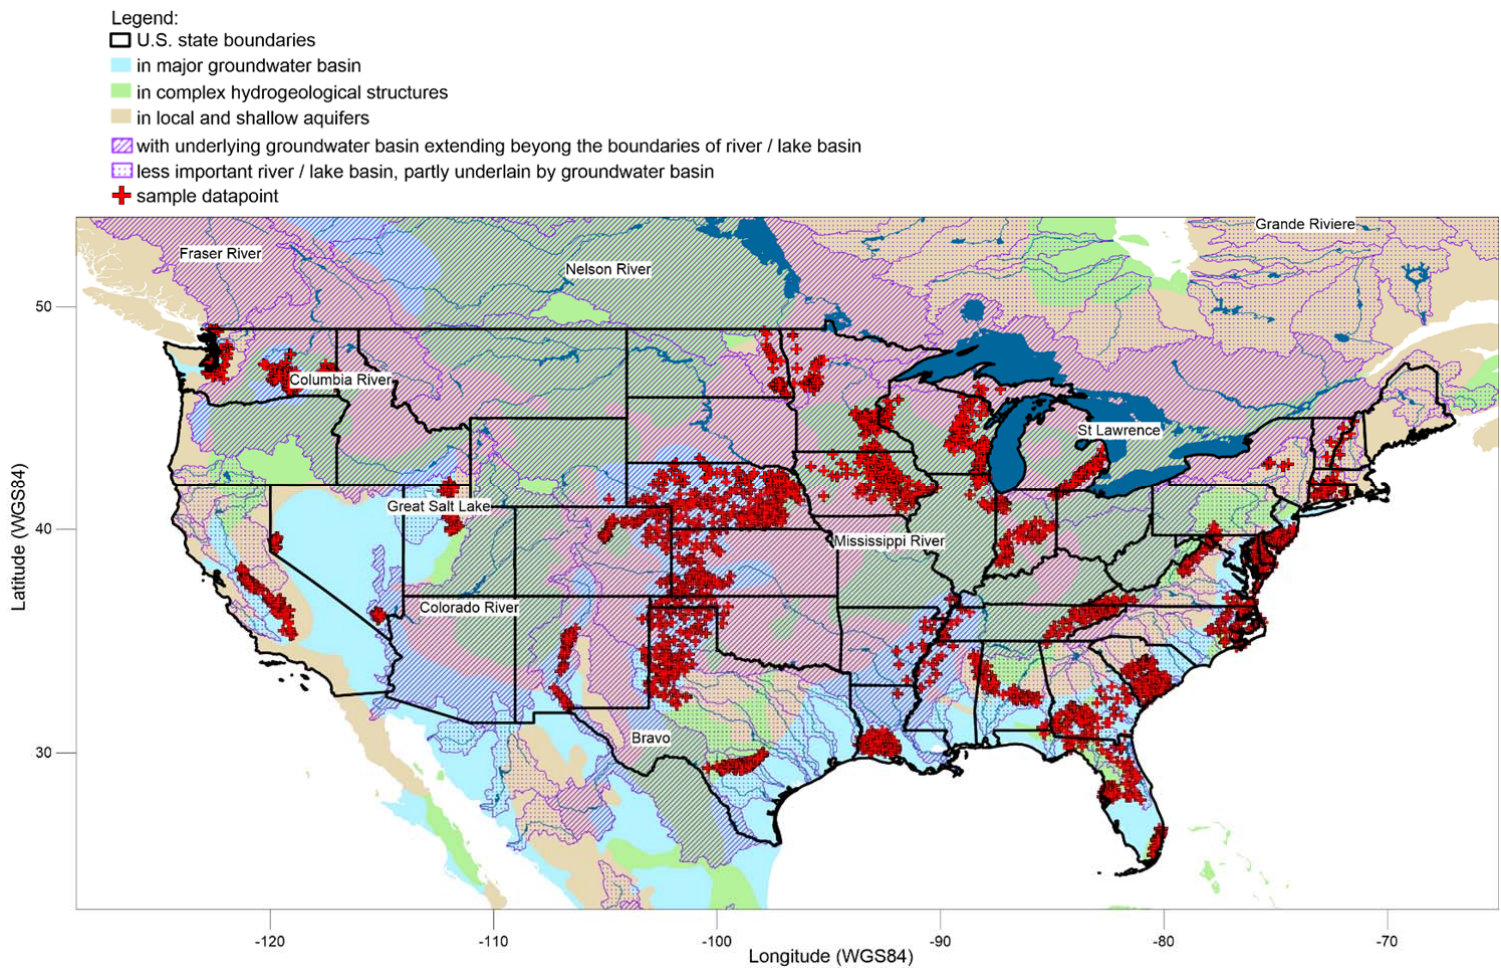 Legend:
U.S. state boundaries
in major groundwater basin
in complex hydrogeological structures
in local and shallow aquifers
with underlying groundwater basin extending beyong the boundaries of river / lake basin
less important river / lake basin, partly underlain by groundwater basin
sample datapoint
Grande Riviere
Fraser River
Nelson River
50
Columbia River
St Lawrence
Great Salt Lake
40
Mississippi River
Colorado River
Bravo
30
Latitude (WGS84)
-120
-110
-100
-90
-80
-70
Longitude (WGS84)